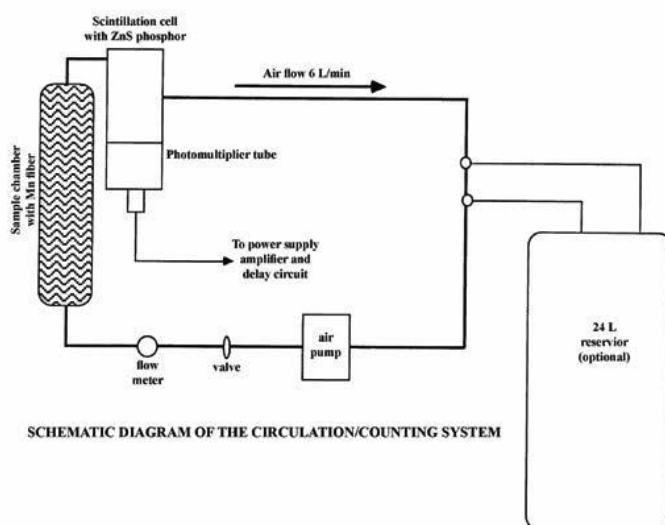 Scintillation cell
with ZnS phosphor
Air flow 6 L/min
Sample chamber
with Mn fiber
Photomultiplier tube
To power supply
amplifier and
delay circuit
24 L
reservior
(optional)
air
pump
flow
meter
valve
SCHEMATIC DIAGRAM OF THE CIRCULATION/COUNTING SYSTEM